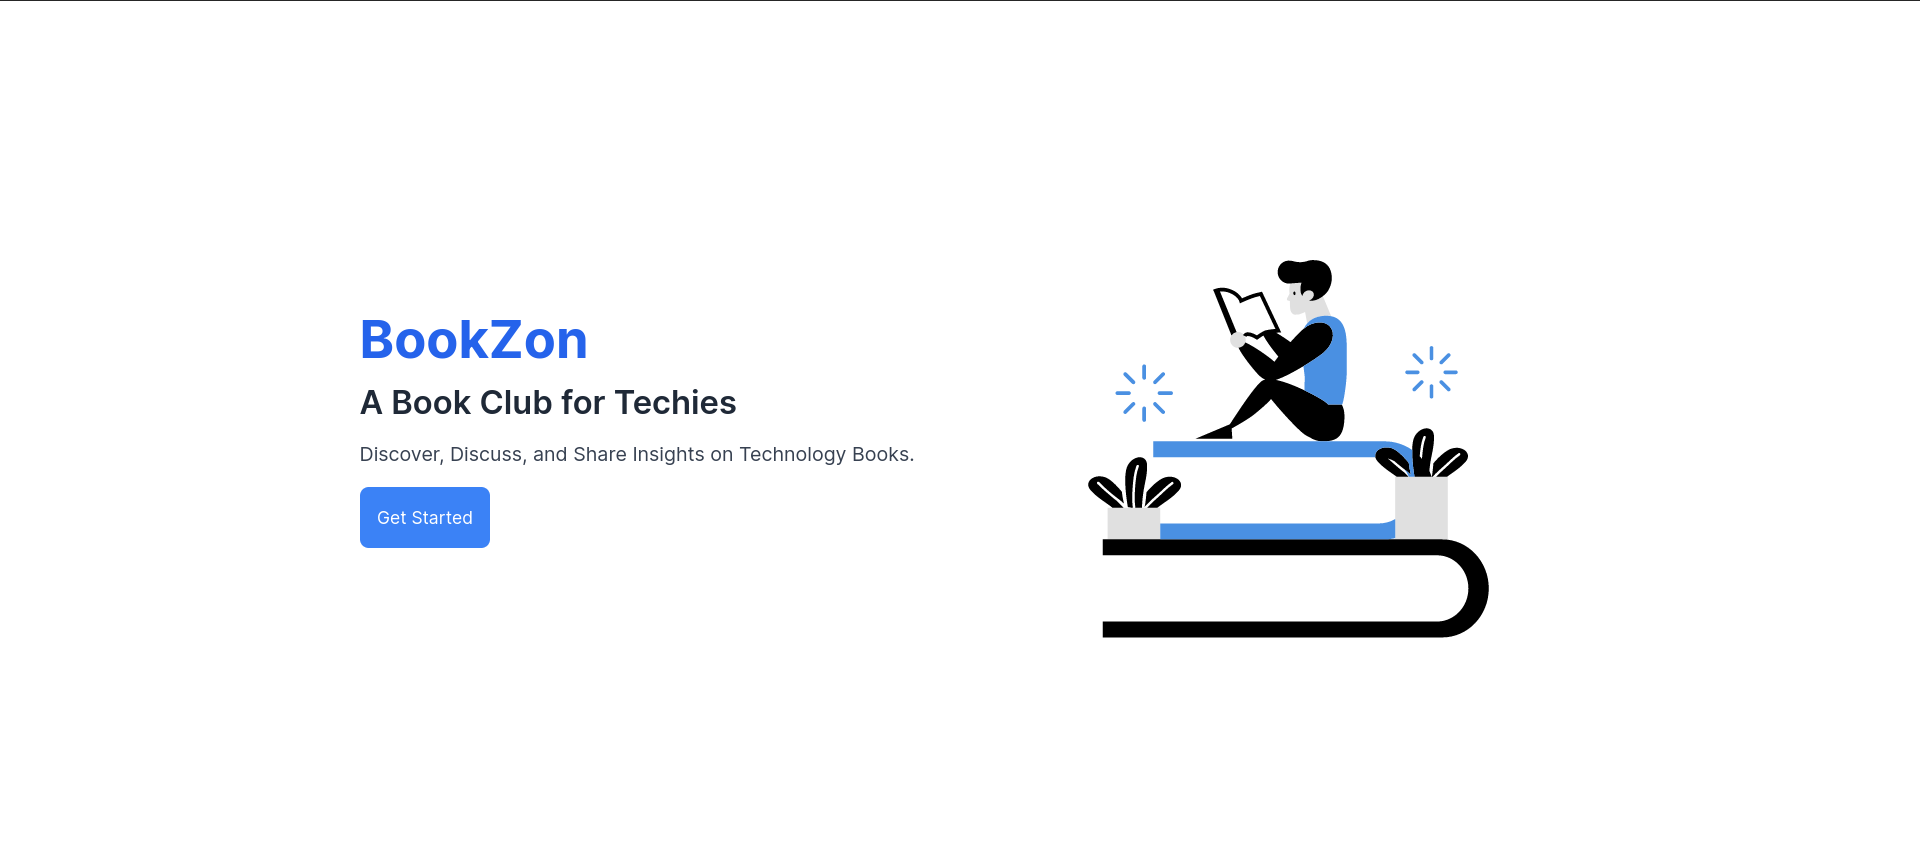 BookZon
A Book Club for Techies
Discover, Discuss, and Share Insights on Technology Books.
Get Started